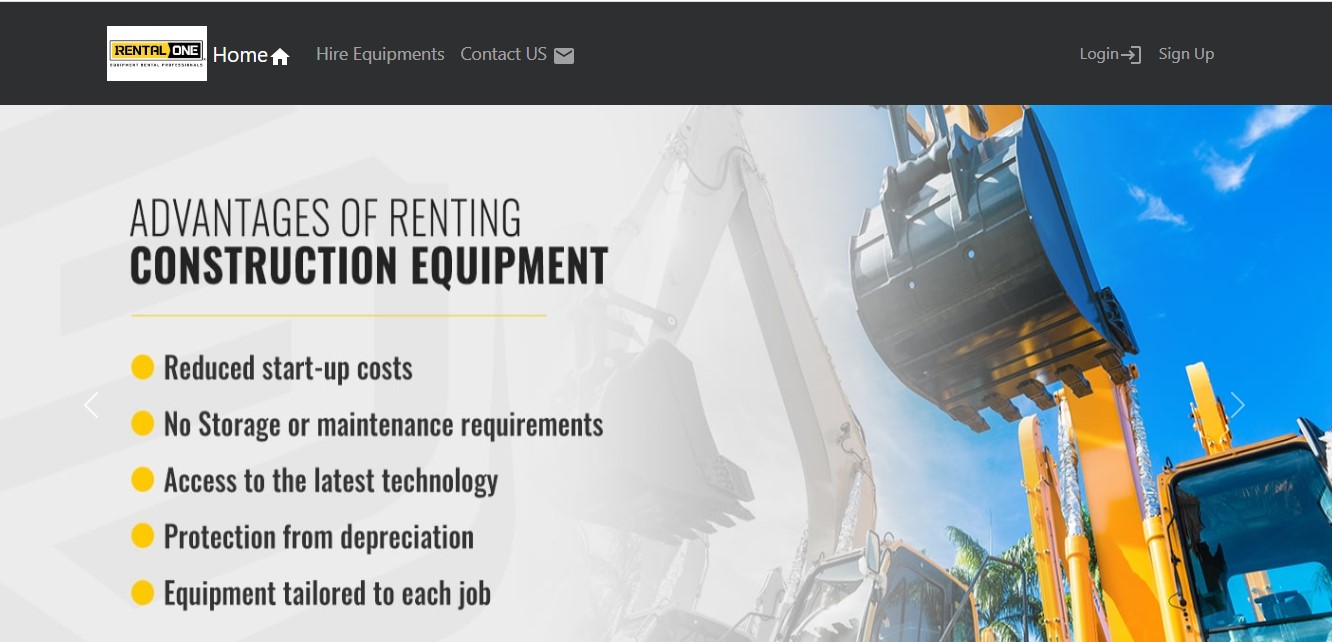 RENTAL ONE
EQUIPMENT RENTAL PROFESSIONALS
Home
Hire Equipments
Contact US
Login
Sign Up
ADVANTAGES OF RENTING
CONSTRUCTION EQUIPMENT
Reduced start-up costs
No Storage or maintenance requirements
Access to the latest technology
Protection from depreciation
Equipment tailored to each job